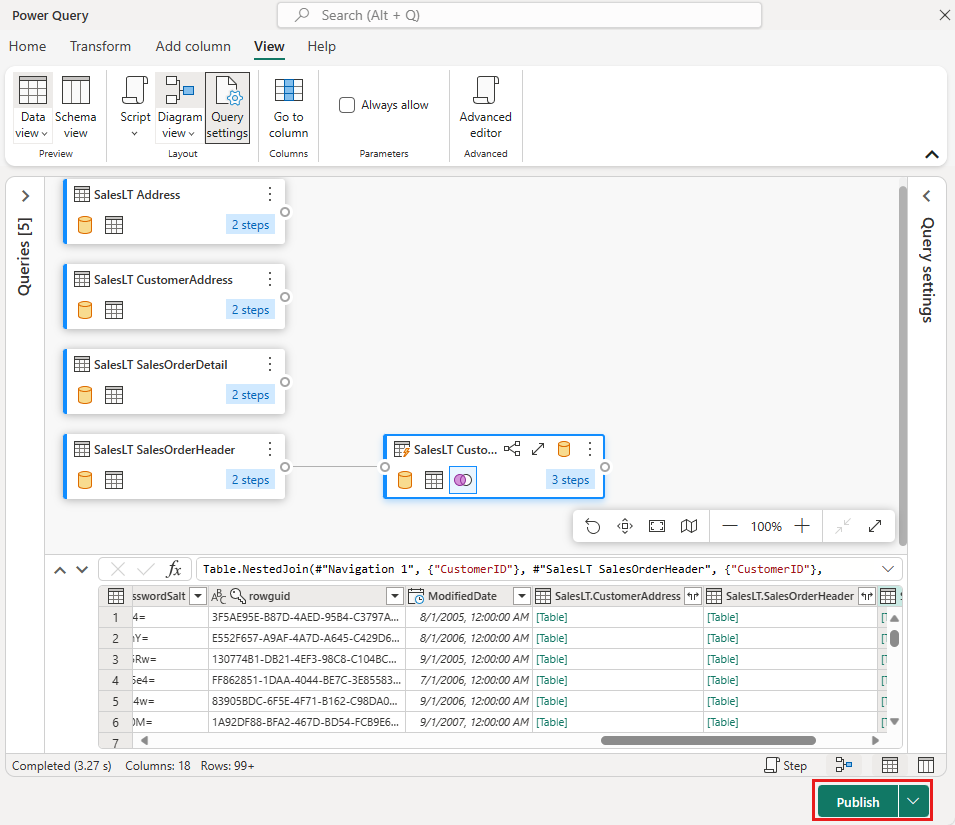 Power Query
Search (Alt + Q)
Home Transform Add column View Help
Data view
Schema view
Preview
Script
Diagram view
Query settings
Layout
Go to column
Columns
Always allow
Parameters
Advanced editor
Advanced
Queries [5]
SalesLT Address
2 steps
SalesLT CustomerAddress
2 steps
SalesLT SalesOrderDetail
2 steps
SalesLT SalesOrderHeader
2 steps
SalesLT Custo...
3 steps
100%
Query settings
fx Table.NestedJoin(#"Navigation 1", {"CustomerID"}, #"SalesLT SalesOrderHeader", {"CustomerID"},
sswordSalt ABC rowguid ModifiedDate SalesLT.CustomerAddress SalesLT.SalesOrderHeader
1 4= 3F5AE95E-B87D-4AED-95B4-C3797A... 8/1/2005, 12:00:00 AM [Table] [Table]
2 Y= E552F657-A9AF-4A7D-A645-C429D6... 8/1/2006, 12:00:00 AM [Table] [Table]
3 Rw= 130774B1-DB21-4EF3-98C8-C104BC... 9/1/2005, 12:00:00 AM [Table] [Table]
4 5e4= FF862851-1DAA-4044-BE7C-3E85583... 7/1/2006, 12:00:00 AM [Table] [Table]
5 4w= 83905BDC-6F5E-4F71-B162-C98DA0... 9/1/2006, 12:00:00 AM [Table] [Table]
6 0M= 1A92DF88-BFA2-467D-BD54-FCB9E6... 9/1/2007, 12:00:00 AM [Table] [Table]
7
Completed (3.27 s) Columns: 18 Rows: 99+ Step
Publish